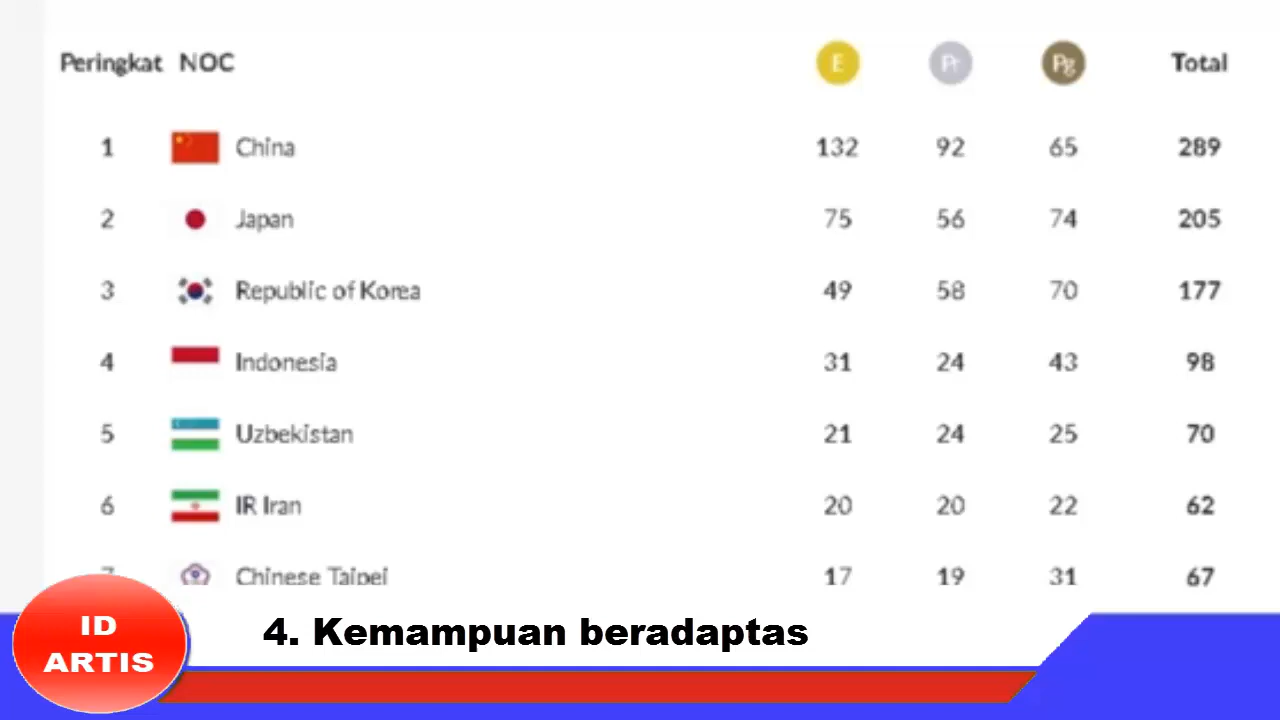 Peringkat NOC E Pr Pg Total
1 China 132 92 65 289
2 Japan 75 56 74 205
3 Republic of Korea 49 58 70 177
4 Indonesia 31 24 43 98
5 Uzbekistan 21 24 25 70
6 IR Iran 20 20 22 62
7 Chinese Taipei 17 19 31 67
ID
ARTIS
4. Kemampuan beradaptas